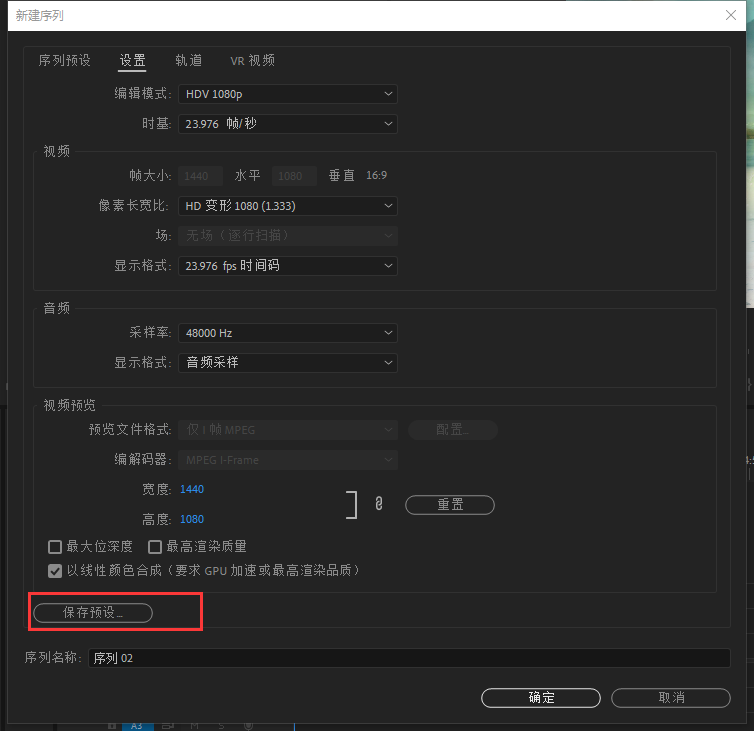 新建序列
序列预设 设置 轨道 VR 视频
编辑模式: HDV 1080p
时基: 23.976 帧/秒
视频
帧大小: 1440 水平 1080 垂直 16:9
像素长宽比: HD 变形 1080 (1.333)
场: 无场（逐行扫描）
显示格式: 23.976 fps 时间码
音频
采样率: 48000 Hz
显示格式: 音频采样
视频预览
预览文件格式: 仅 I 帧 MPEG 配置...
编解码器: MPEG I-Frame
宽度: 1440
高度: 1080
重置
最大位深度 最高渲染质量
以线性颜色合成（要求 GPU 加速或最高渲染品质）
保存预设...
序列名称: 序列 02
确定 取消
A3 M S